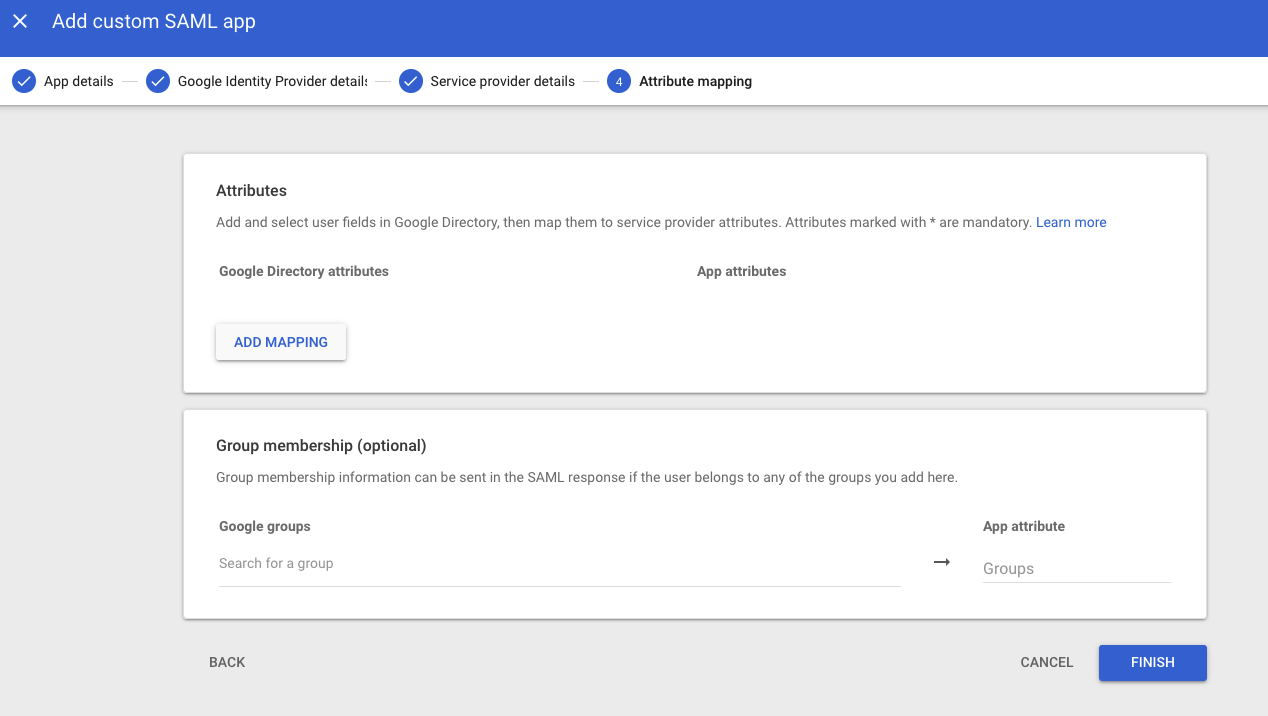 Add custom SAML app
App details
Google Identity Provider details
Service provider details
4 Attribute mapping
Attributes
Add and select user fields in Google Directory, then map them to service provider attributes. Attributes marked with * are mandatory. Learn more
Google Directory attributes
App attributes
ADD MAPPING
Group membership (optional)
Group membership information can be sent in the SAML response if the user belongs to any of the groups you add here.
Google groups
App attribute
Search for a group
Groups
BACK
CANCEL
FINISH